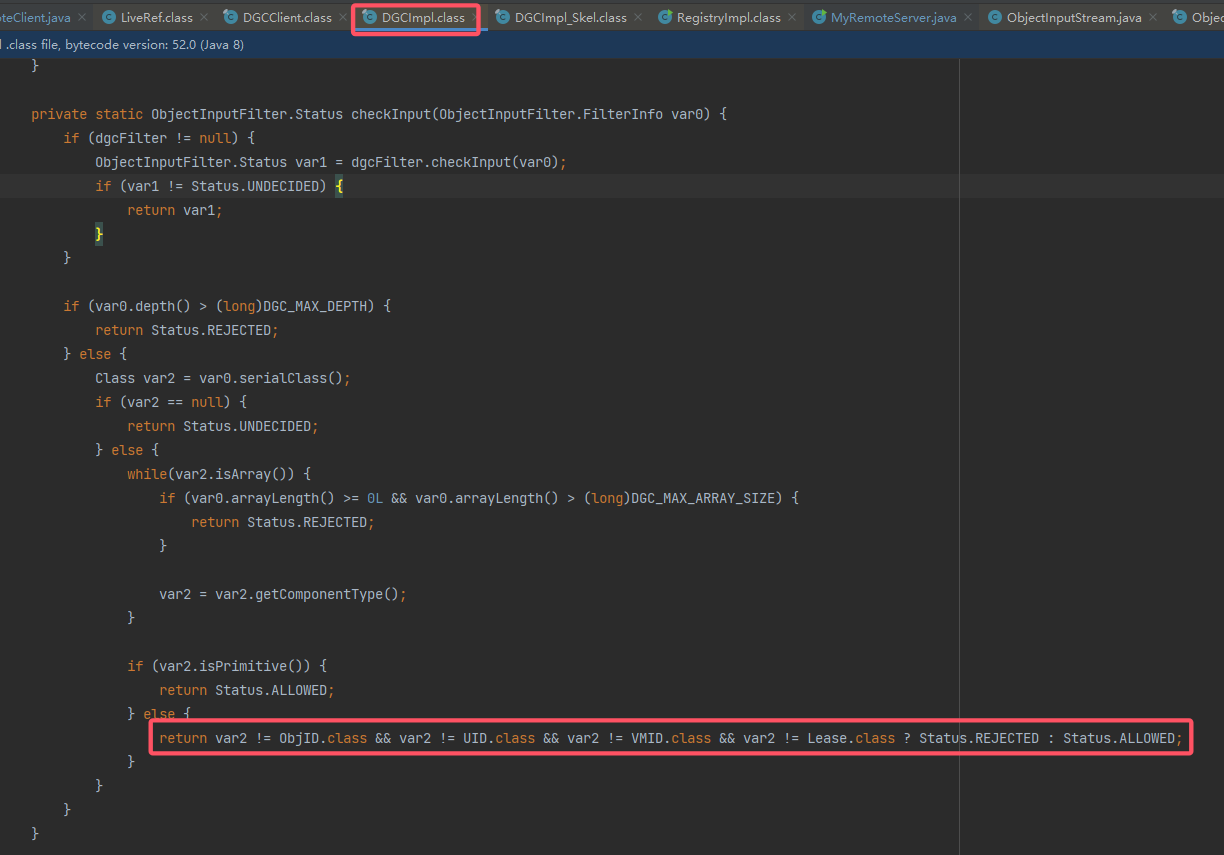 oteClient.java LiveRef.class DGCClient.class DGCImpl.class DGCImpl_Skel.class RegistryImpl.class MyRemoteServer.java ObjectInputStream.java Objec
.class file, bytecode version: 52.0 (Java 8)
}
private static ObjectInputFilter.Status checkInput(ObjectInputFilter.FilterInfo var0) {
if (dgcFilter != null) {
ObjectInputFilter.Status var1 = dgcFilter.checkInput(var0);
if (var1 != Status.UNDECIDED) {
return var1;
}
}
if (var0.depth() > (long)DGC_MAX_DEPTH) {
return Status.REJECTED;
} else {
Class var2 = var0.serialClass();
if (var2 == null) {
return Status.UNDECIDED;
} else {
while(var2.isArray()) {
if (var0.arrayLength() >= 0L && var0.arrayLength() > (long)DGC_MAX_ARRAY_SIZE) {
return Status.REJECTED;
}
var2 = var2.getComponentType();
}
if (var2.isPrimitive()) {
return Status.ALLOWED;
} else {
return var2 != ObjID.class && var2 != UID.class && var2 != VMID.class && var2 != Lease.class ? Status.REJECTED : Status.ALLOWED;
}
}
}
}